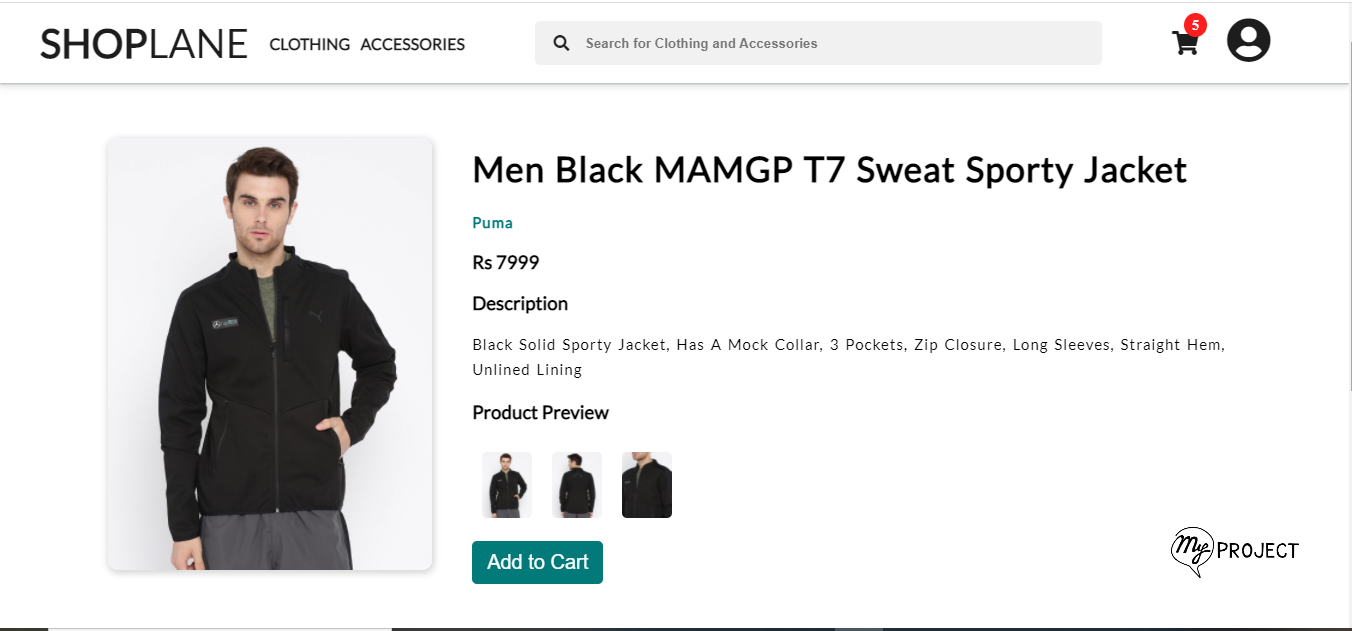 SHOPLANE CLOTHING ACCESSORIES Search for Clothing and Accessories 5
Men Black MAMGP T7 Sweat Sporty Jacket
Puma
Rs 7999
Description
Black Solid Sporty Jacket, Has A Mock Collar, 3 Pockets, Zip Closure, Long Sleeves, Straight Hem,
Unlined Lining
Product Preview
Add to Cart
My PROJECT